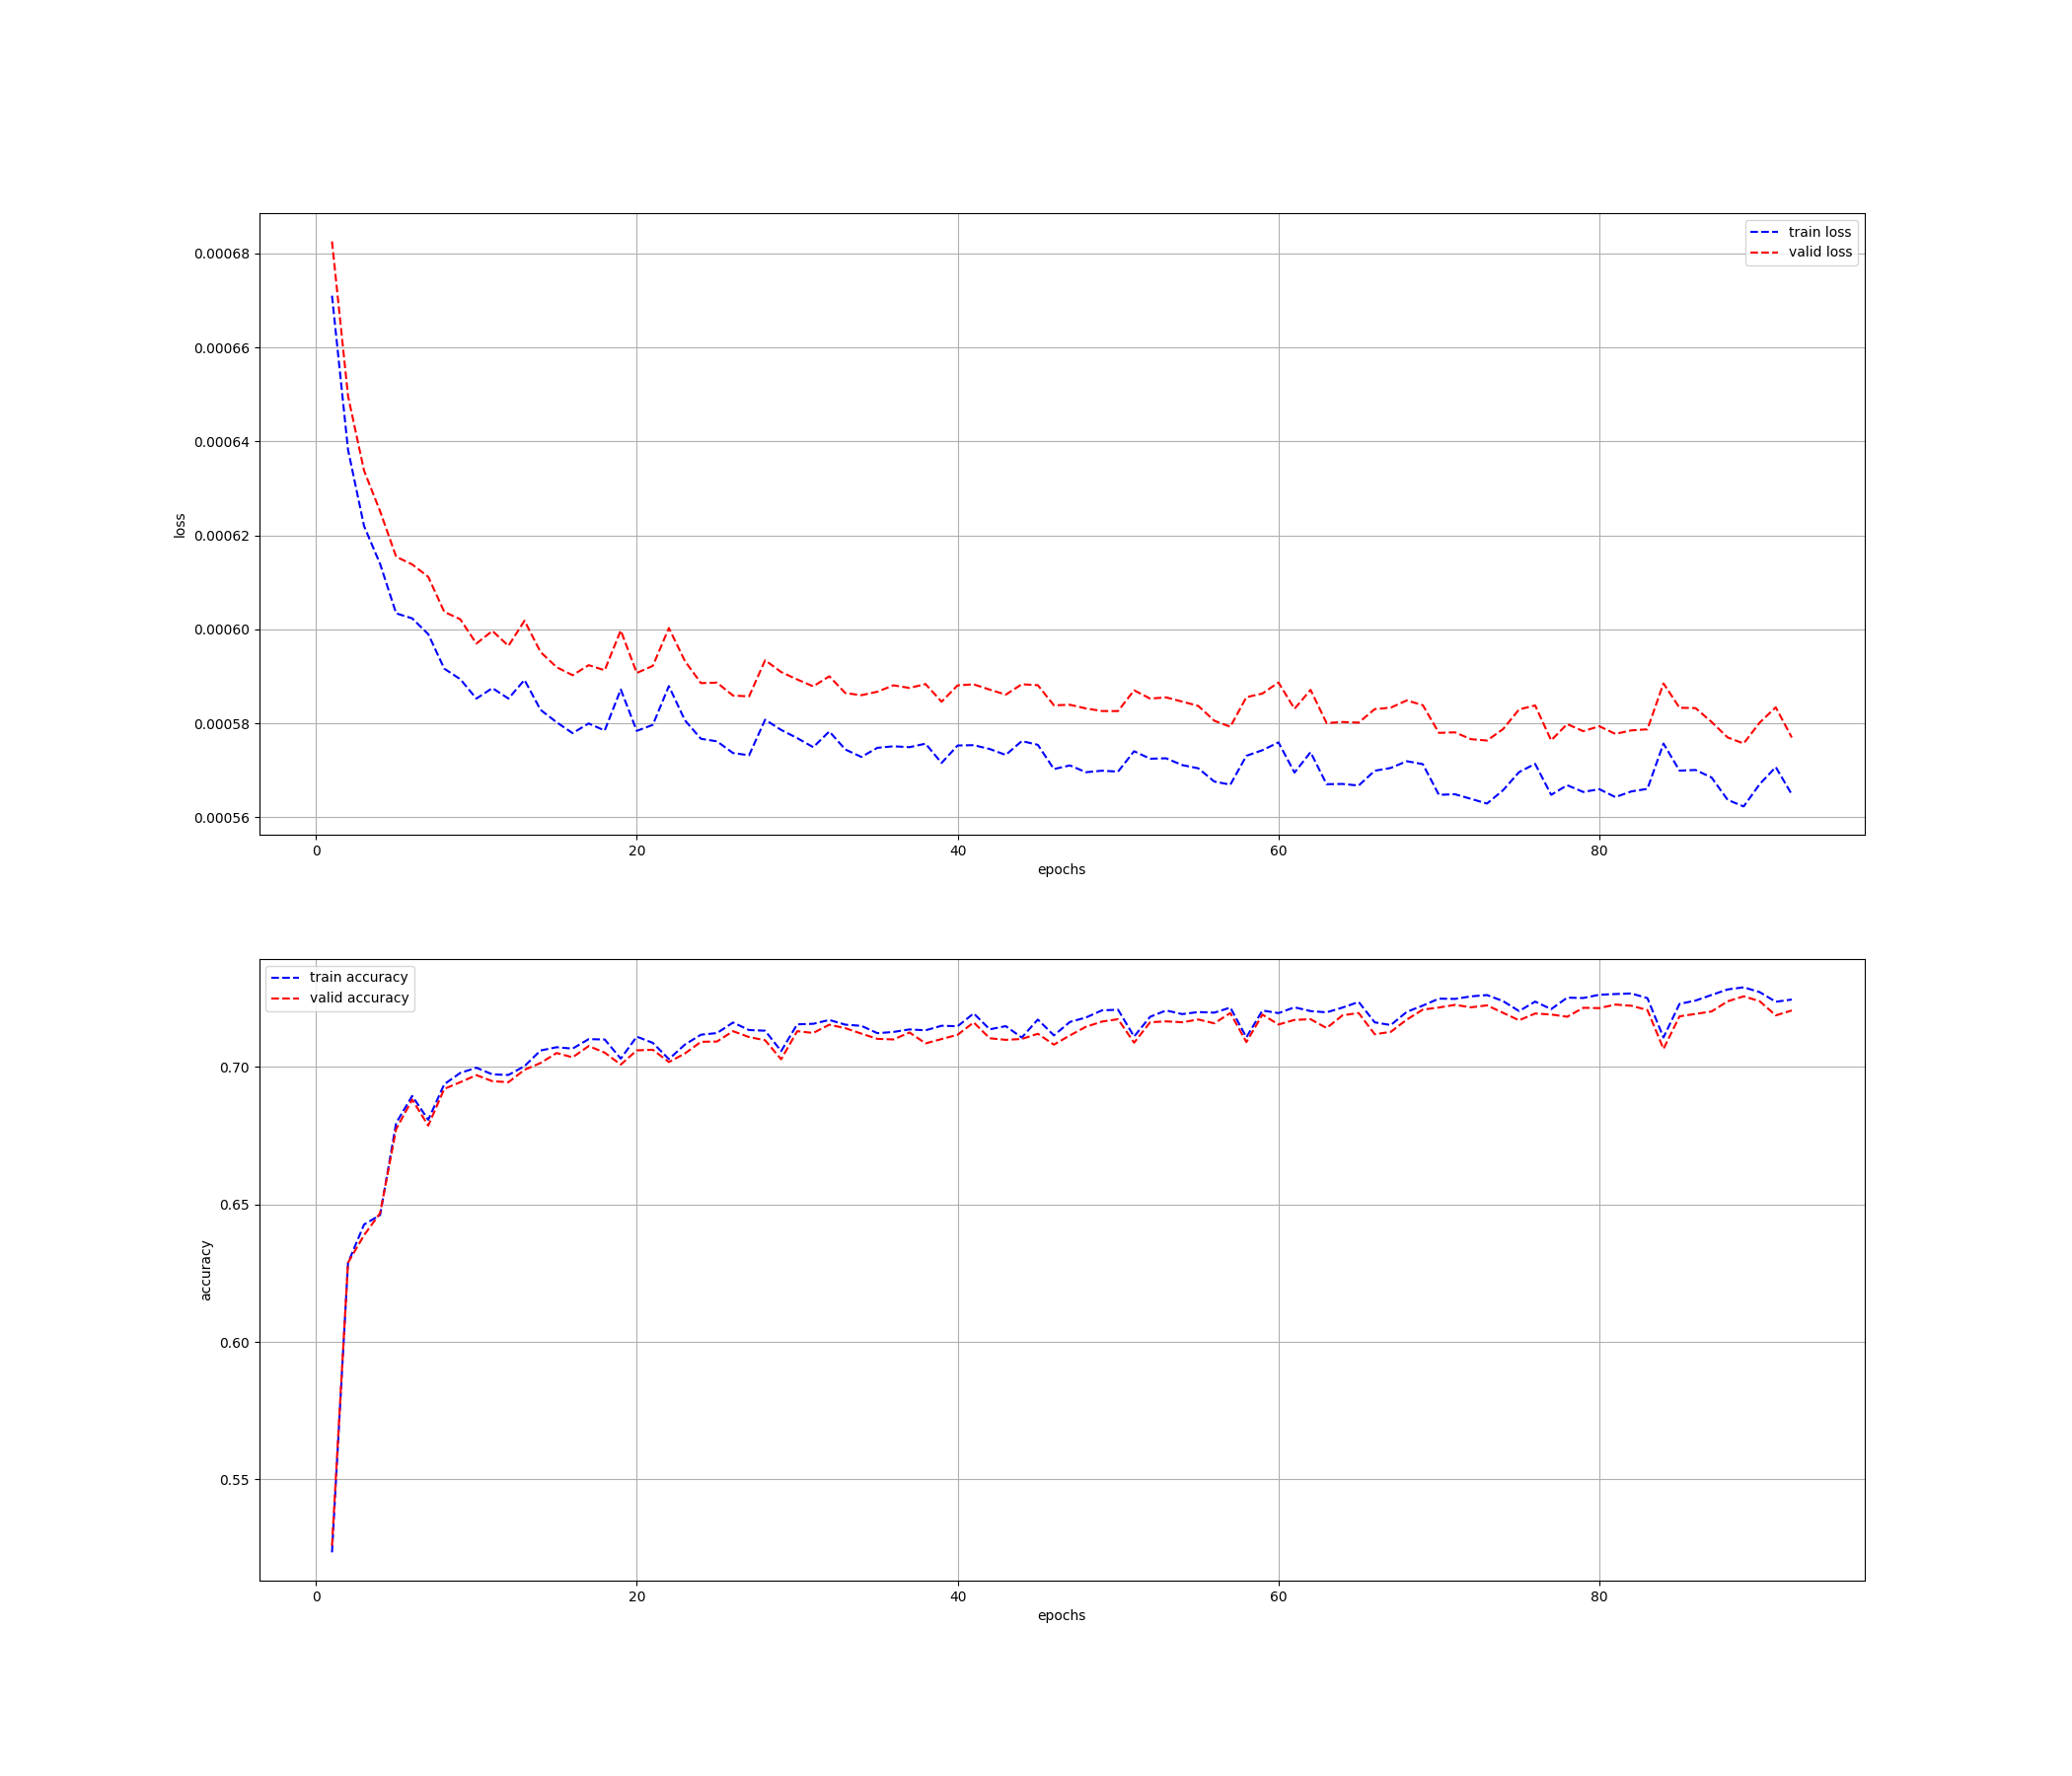 train loss
valid loss
0.00068
0.00066
0.00064
0.00062
0.00060
0.00058
0.00056
loss
0 20 40 60 80
epochs
train accuracy
valid accuracy
0.70
0.65
0.60
0.55
accuracy
0 20 40 60 80
epochs